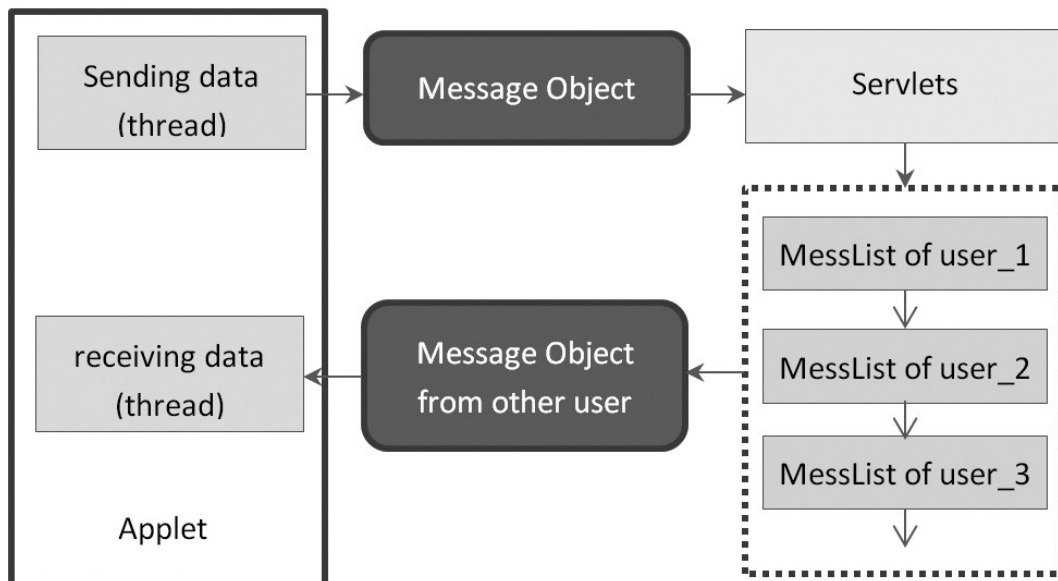 Sending data
(thread)
Message Object
Servlets
MessList of user_1
receiving data
(thread)
Message Object
from other user
MessList of user_2
MessList of user_3
Applet